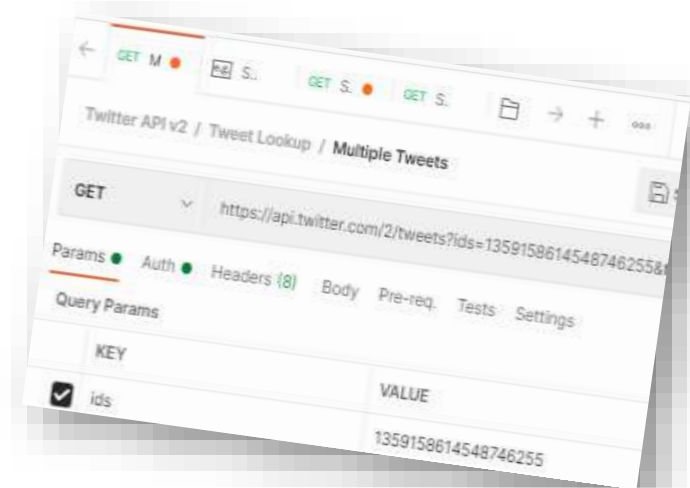 GET M S.. GET S. GET S.
Twitter API v2 / Tweet Lookup / Multiple Tweets
GET https://api.twitter.com/2/tweets?ids=1359158614548746255&
Params Auth Headers (8) Body Pre-req. Tests Settings
Query Params
KEY VALUE
ids 1359158614548746255